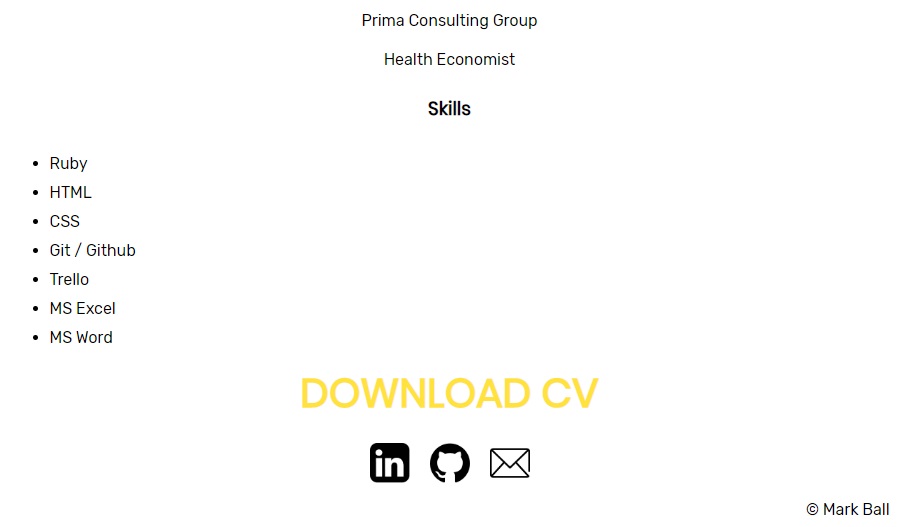 Prima Consulting Group
Health Economist
Skills
Ruby
HTML
CSS
Git / Github
Trello
MS Excel
MS Word
DOWNLOAD CV
in
© Mark Ball